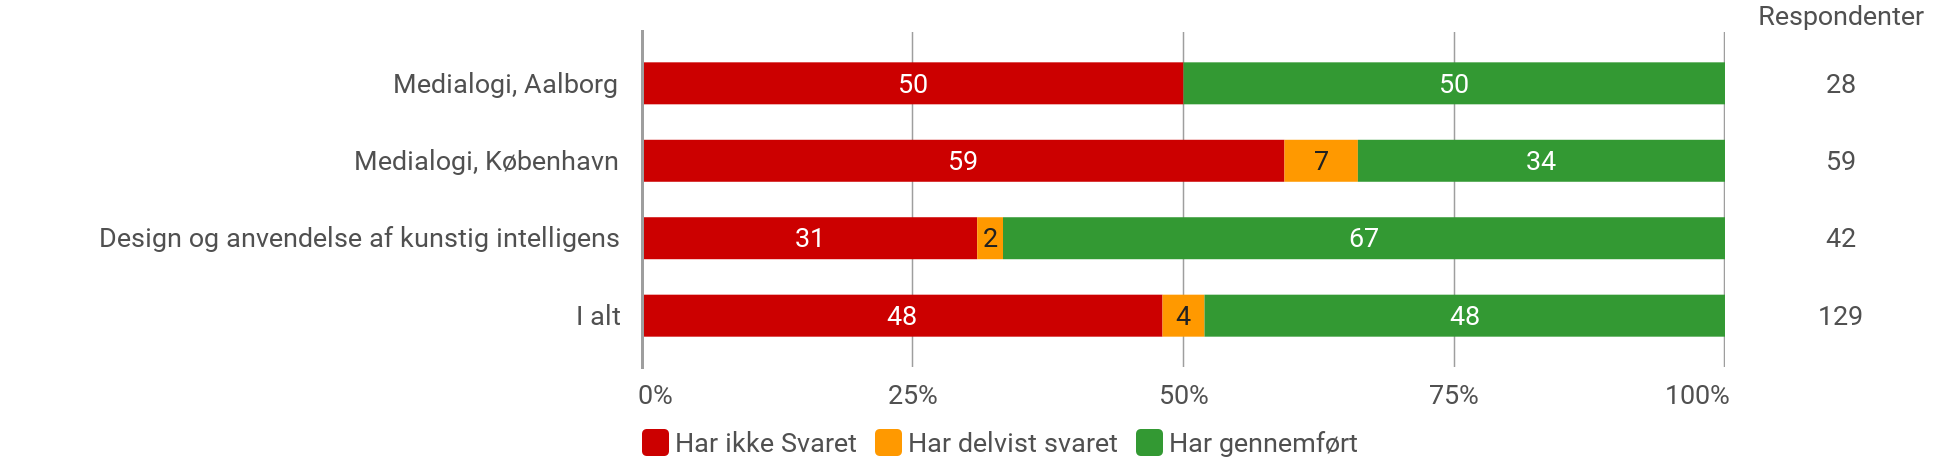 Respondenter
Medialogi, Aalborg 50 50 28
Medialogi, København 59 7 34 59
Design og anvendelse af kunstig intelligens 31 2 67 42
I alt 48 4 48 129
0% 25% 50% 75% 100%
Har ikke Svaret Har delvist svaret Har gennemført